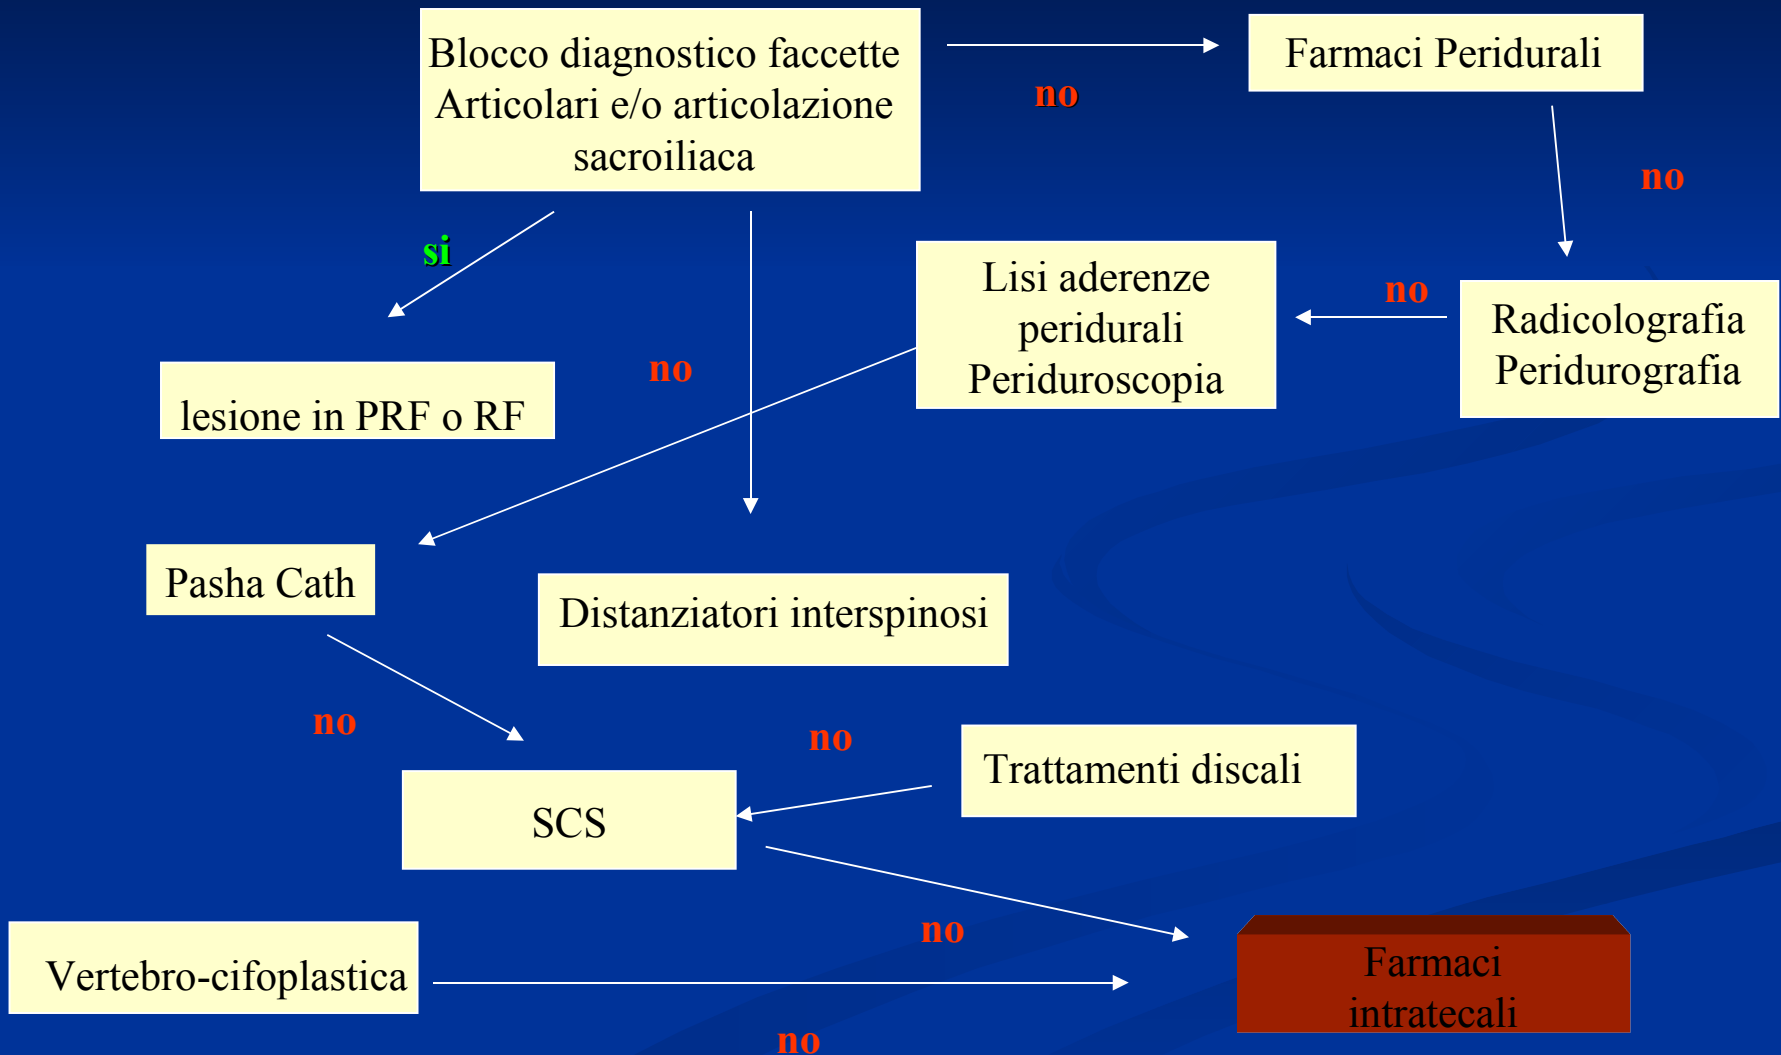 Blocco diagnostico faccette
Articolari e/o articolazione
sacroiliaca
no
Farmaci Peridurali
no
si
Lisi aderenze
peridurali
Periduroscopia
no
Radicolografia
Peridurografia
no
lesione in PRF o RF
Pasha Cath
Distanziatori interspinosi
no
no
Trattamenti discali
SCS
no
Vertebro-cifoplastica
no
Farmaci
intratecali